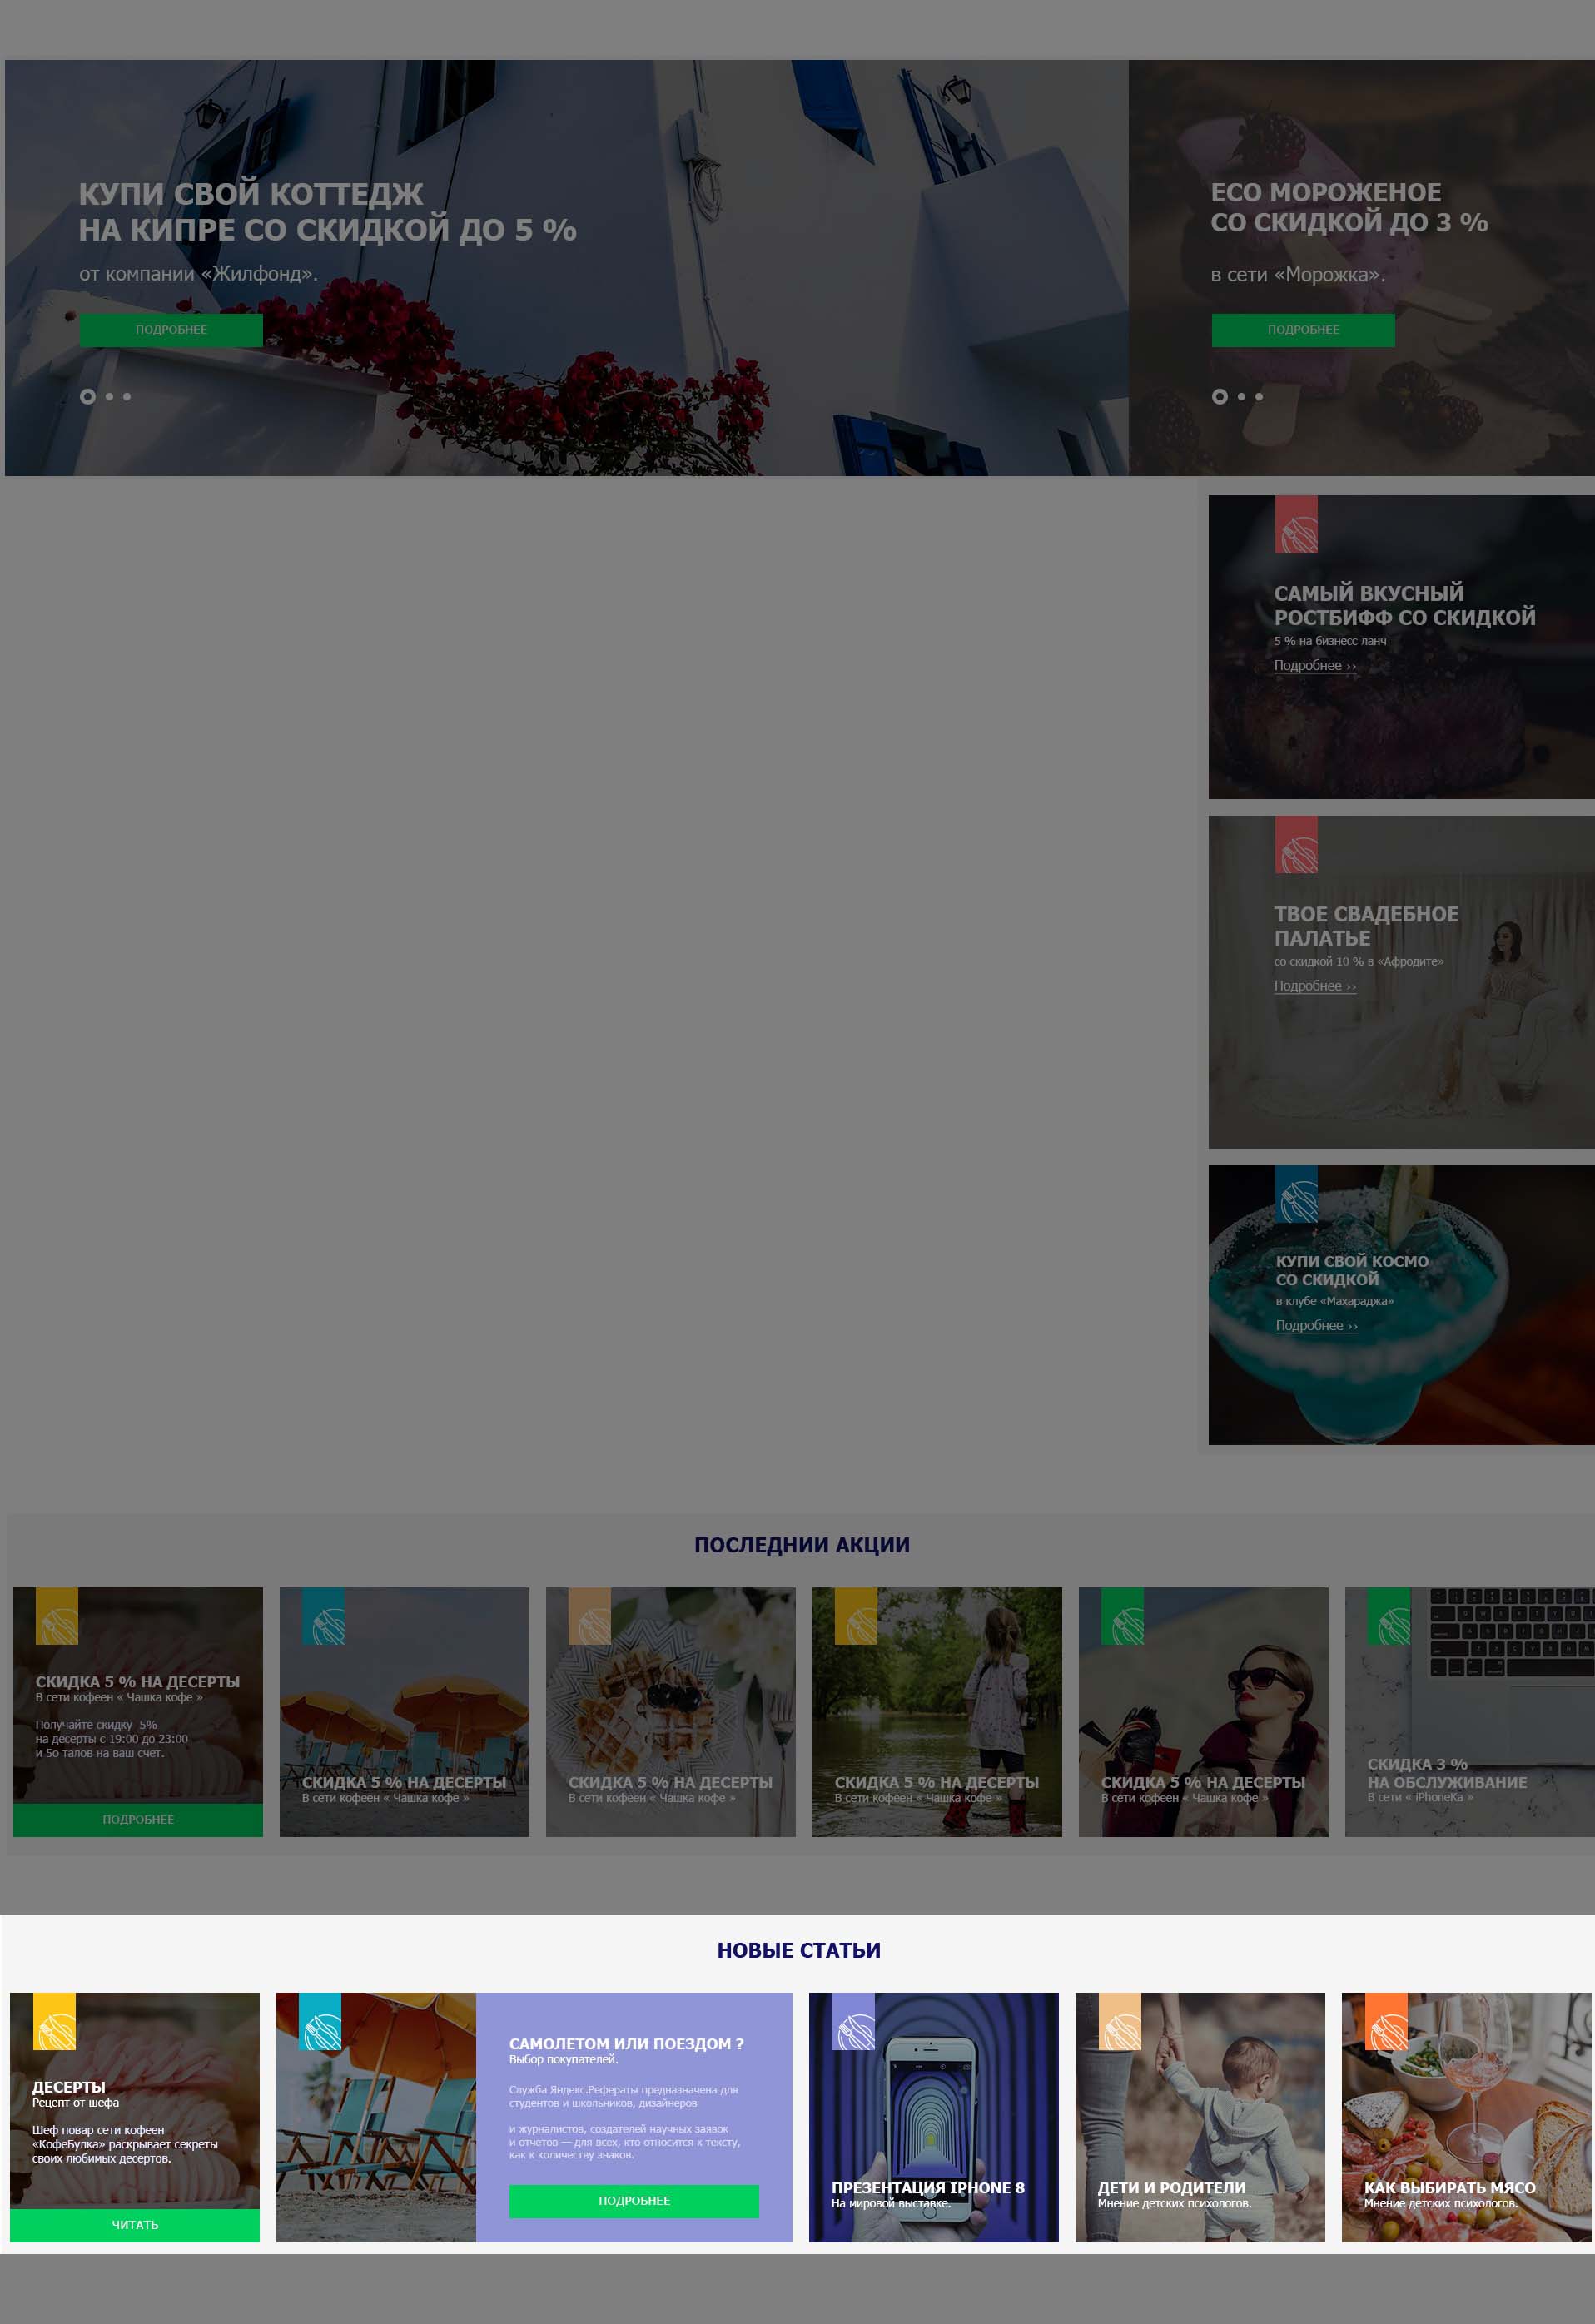 КУПИ СВОЙ КОТТЕДЖ
НА КИПРЕ СО СКИДКОЙ ДО 5 %
от компании «Жилфонд».
ПОДРОБНЕЕ
ЕСО МОРОЖЕНОЕ
СО СКИДКОЙ ДО 3 %
в сети «Морожка».
ПОДРОБНЕЕ
САМЫЙ ВКУСНЫЙ
РОСТБИФФ СО СКИДКОЙ
5 % на бизнесс ланч
Подробнее ››
ТВОЕ СВАДЕБНОЕ
ПАЛАТЬЕ
со скидкой 10 % в «Афродите»
Подробнее ››
КУПИ СВОЙ КОСМО
СО СКИДКОЙ
в клубе «Махараджа»
Подробнее ››
ПОСЛЕДНИИ АКЦИИ
СКИДКА 5 % НА ДЕСЕРТЫ
В сети кофеен « Чашка кофе »
Получайте скидку 5%
на десерты с 19:00 до 23:00
и 5о талов на ваш счет.
ПОДРОБНЕЕ
СКИДКА 5 % НА ДЕСЕРТЫ
В сети кофеен « Чашка кофе »
СКИДКА 5 % НА ДЕСЕРТЫ
В сети кофеен « Чашка кофе »
СКИДКА 5 % НА ДЕСЕРТЫ
В сети кофеен « Чашка кофе »
СКИДКА 5 % НА ДЕСЕРТЫ
В сети кофеен « Чашка кофе »
СКИДКА 3 %
НА ОБСЛУЖИВАНИЕ
В сети « iPhoneKa »
НОВЫЕ СТАТЬИ
ДЕСЕРТЫ
Рецепт от шефа
Шеф повар сети кофеен
«КофеБулка» раскрывает секреты
своих любимых десертов.
ЧИТАТЬ
САМОЛЕТОМ ИЛИ ПОЕЗДОМ ?
Выбор покупателей.
Служба Яндекс.Рефераты предназначена для
студентов и школьников, дизайнеров
и журналистов, создателей научных заявок
и отчетов — для всех, кто относится к тексту,
как к количеству знаков.
ПОДРОБНЕЕ
ПРЕЗЕНТАЦИЯ IPHONE 8
На мировой выставке.
ДЕТИ И РОДИТЕЛИ
Мнение детских психологов.
КАК ВЫБИРАТЬ МЯСО
Мнение детских психологов.